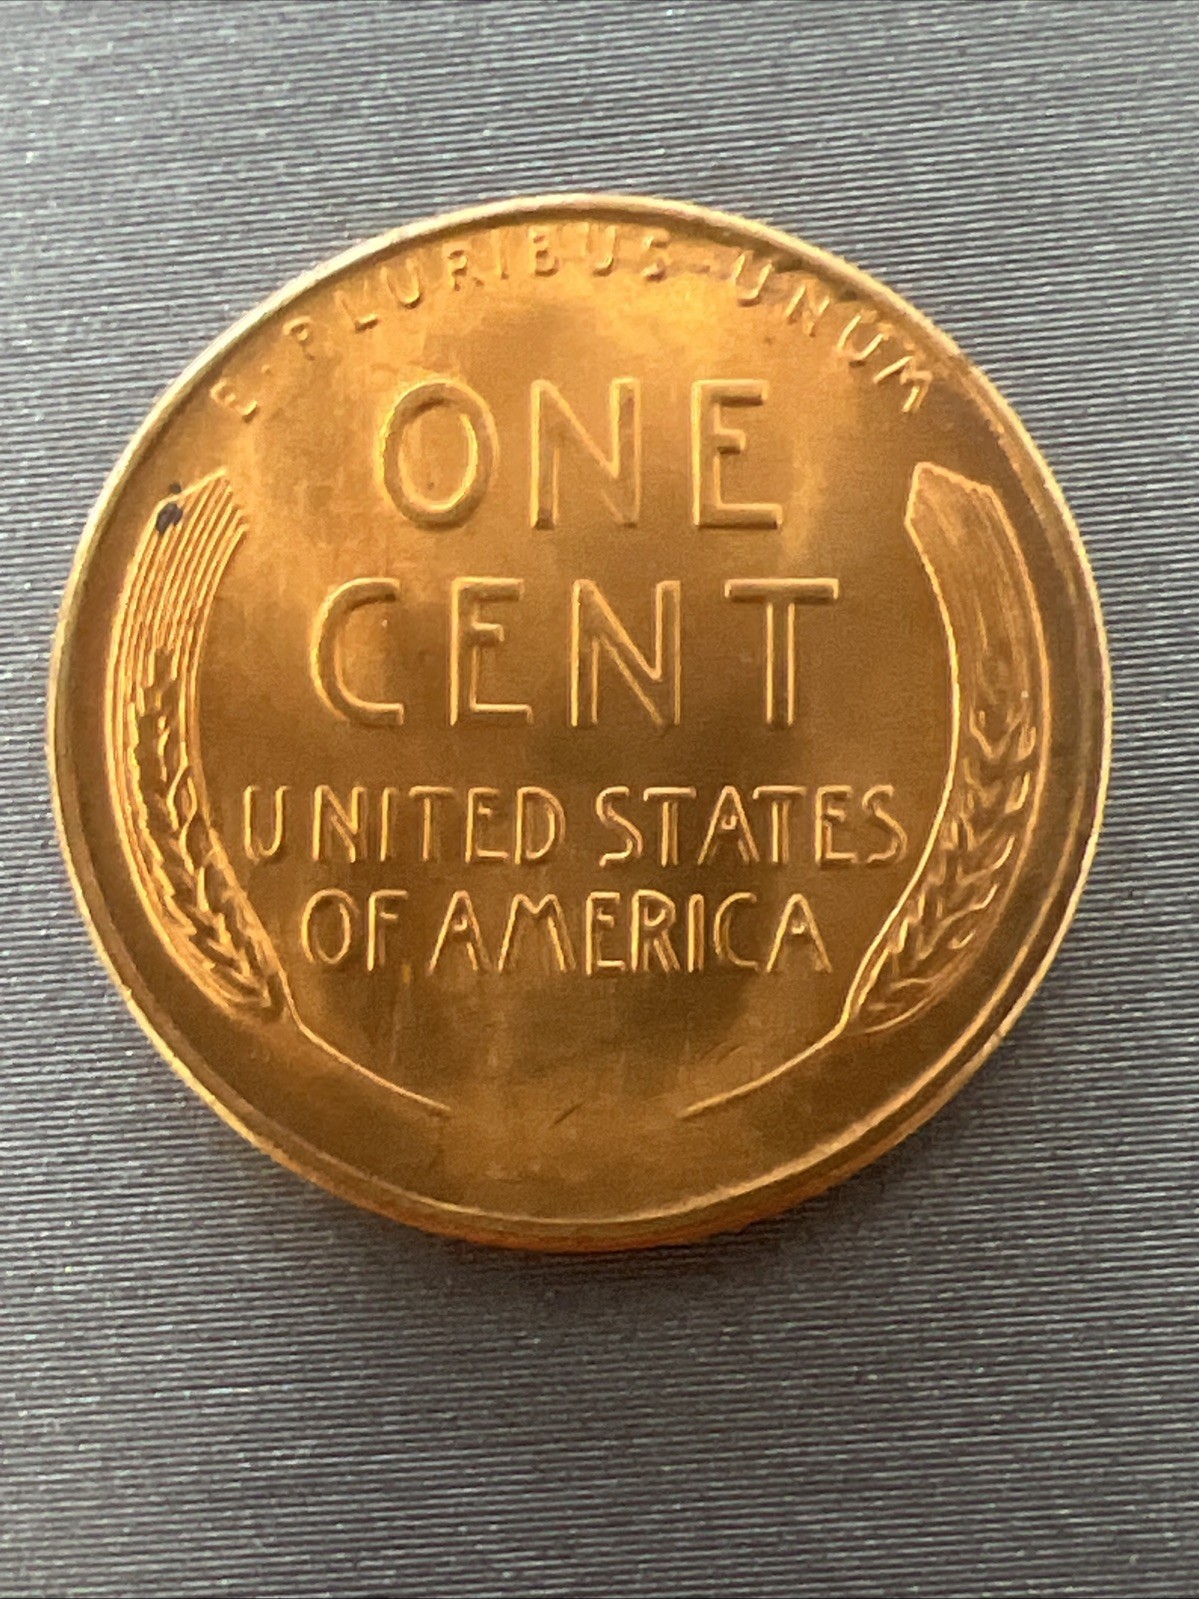 E·PLURIBUS·UNUM
ONE
CENT
UNITED STATES
OF AMERICA